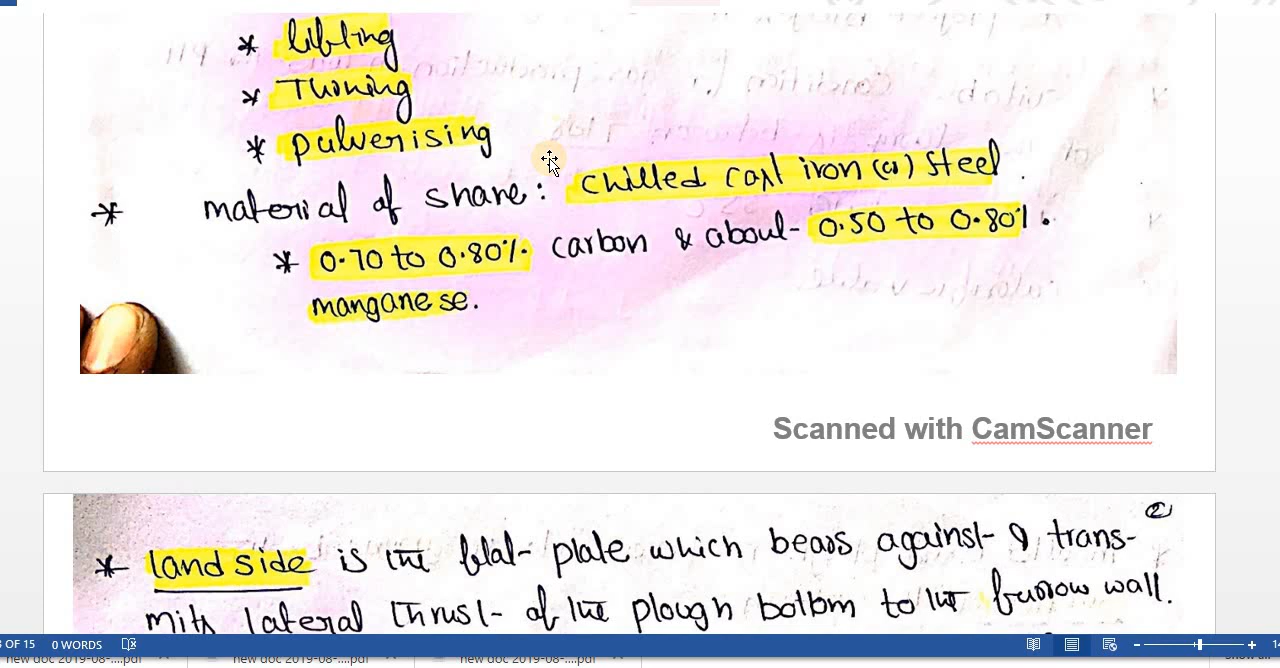 * lifting
* Turning
* pulverising
* material of share: chilled cast iron (or) steel.
* 0.70 to 0.80% carbon & about 0.50 to 0.80%.
manganese.
Scanned with CamScanner
2
* land side is the flat plate which bears against & trans-
mits lateral thrust of the plough bottom to the furrow wall.
OF 15 0 WORDS
new doc 2019-08-....pdf new doc 2019-08-....pdf new doc 2019-08-....pdf